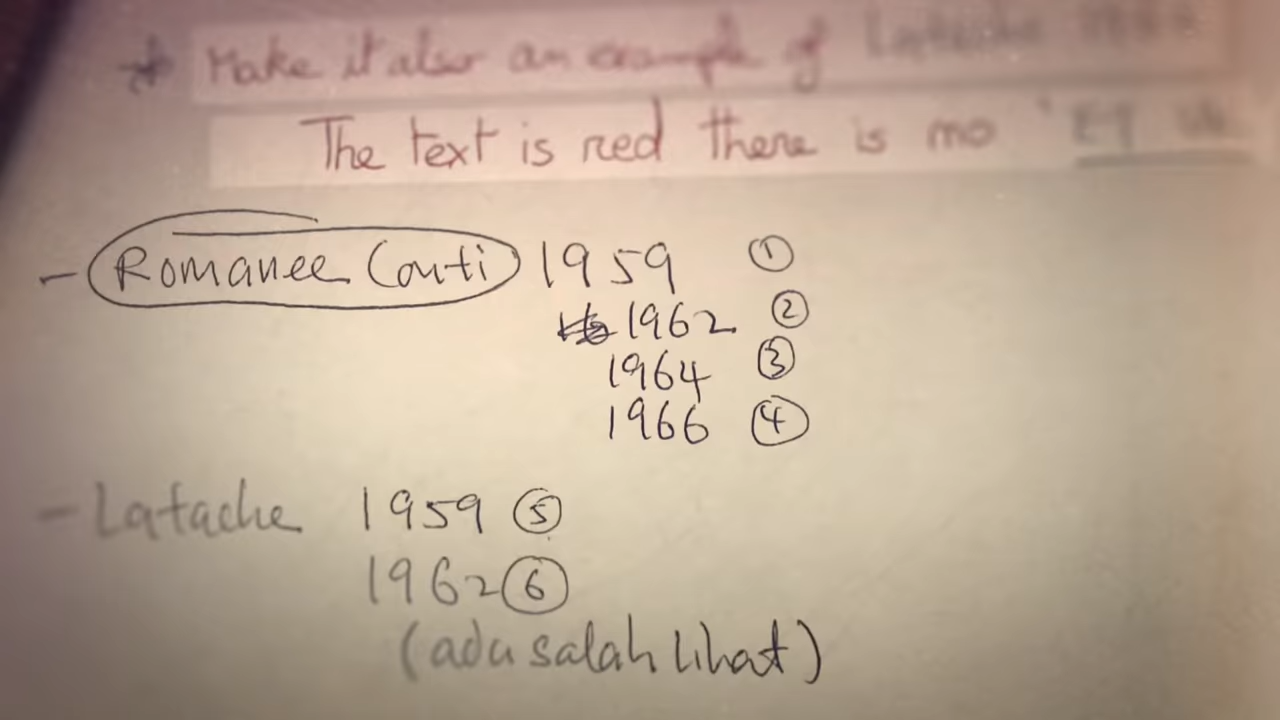 * Make it also an example of Latache
The text is red there is mo
- Romanee Conti 1959 ①
1962 ②
1964 ③
1966 ④
- Latache 1959 ⑤
1962 ⑥
(ada salah lihat)